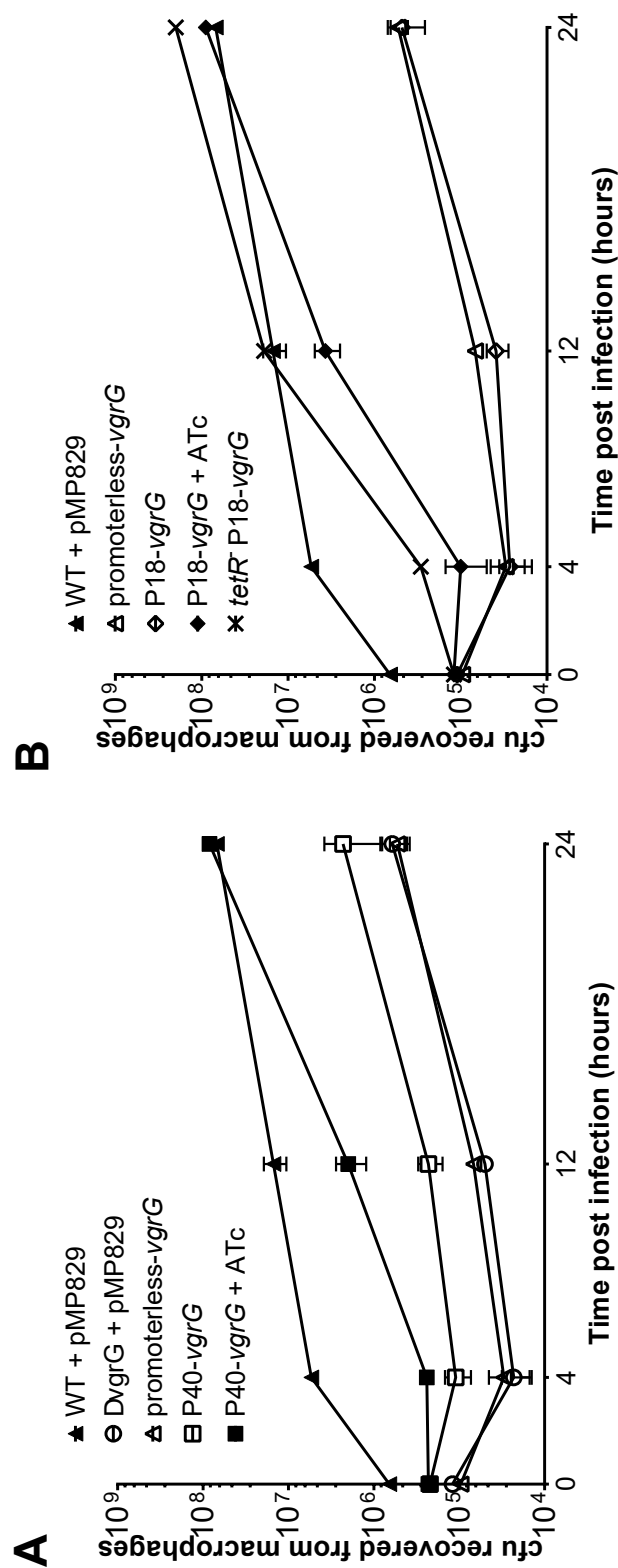 A
cfu recovered from macrophages
10^9
10^8
10^7
10^6
10^5
10^4
WT + pMP829
DvgrG + pMP829
promoterless-vgrG
P40-vgrG
P40-vgrG + ATc
0
4
12
24
Time post infection (hours)
B
cfu recovered from macrophages
10^9
10^8
10^7
10^6
10^5
10^4
WT + pMP829
promoterless-vgrG
P18-vgrG
P18-vgrG + ATc
tetR^- P18-vgrG
0
4
12
24
Time post infection (hours)